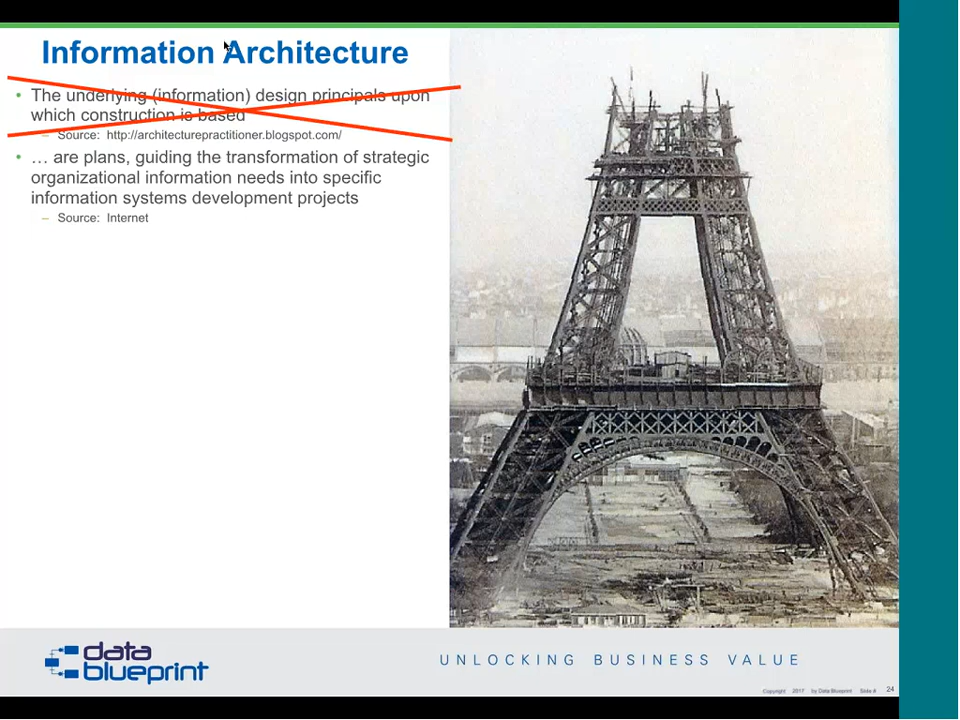 Information Architecture
• The underlying (information) design principals upon
which construction is based
– Source: http://architecturepractitioner.blogspot.com/
• … are plans, guiding the transformation of strategic
organizational information needs into specific
information systems development projects
– Source: Internet
data
blueprint
UNLOCKING BUSINESS VALUE
Copyright 2017 by Data Blueprint Slide # 24